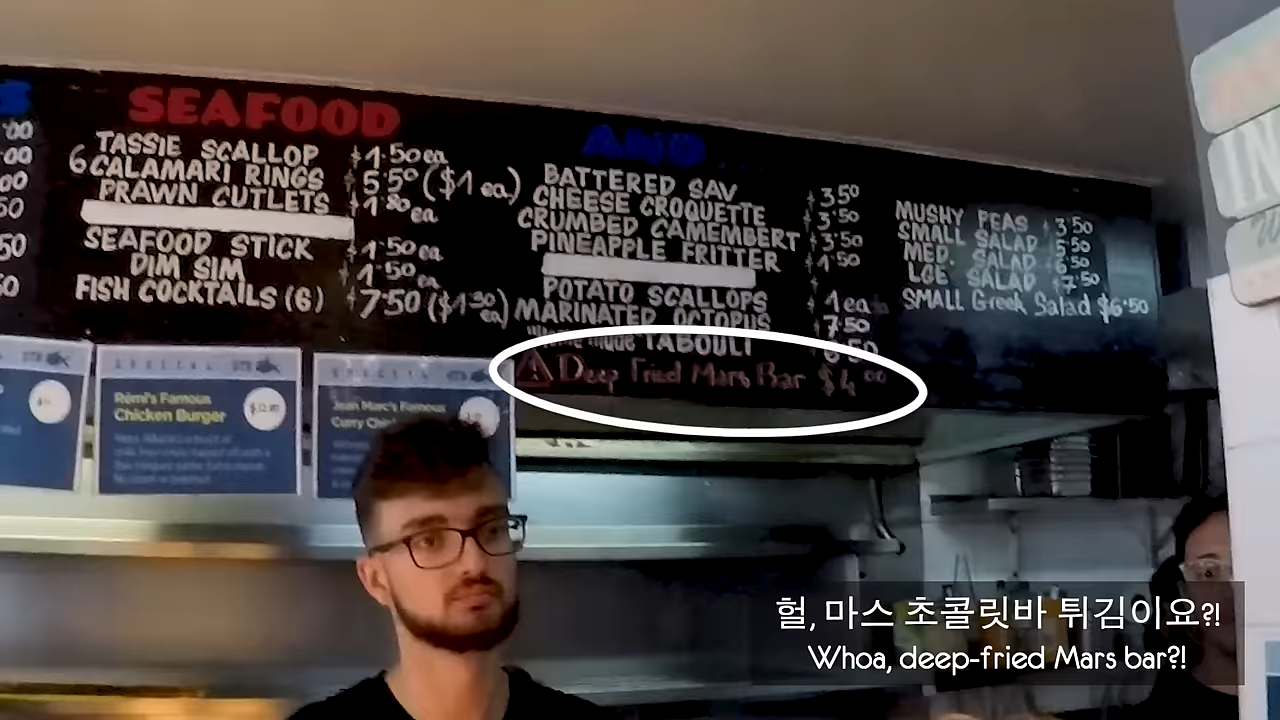 SEAFOOD
TASSIE SCALLOP $1.50 ea
6 CALAMARI RINGS $5.50 ($1 ea)
PRAWN CUTLETS $1.80 ea
SEAFOOD STICK $1.50 ea
DIM SIM $1.50 ea
FISH COCKTAILS (6) $7.50 ($1.30 ea)
AND
BATTERED SAV $3.50
CHEESE CROQUETTE $3.50
CRUMBED CAMEMBERT $3.50
PINEAPPLE FRITTER $1.50
POTATO SCALLOPS $1 ea
MARINATED OCTOPUS $7.50
TABOULI $6.50
Deep Fried Mars Bar $4.00
MUSHY PEAS $3.50
SMALL SALAD $5.50
MED. SALAD $6.50
LGE SALAD $7.50
SMALL Greek Salad $6.50
Rémi's Famous
Chicken Burger
Jean Marc's Famous
Curry
헐, 마스 초콜릿바 튀김이요?!
Whoa, deep-fried Mars bar?!